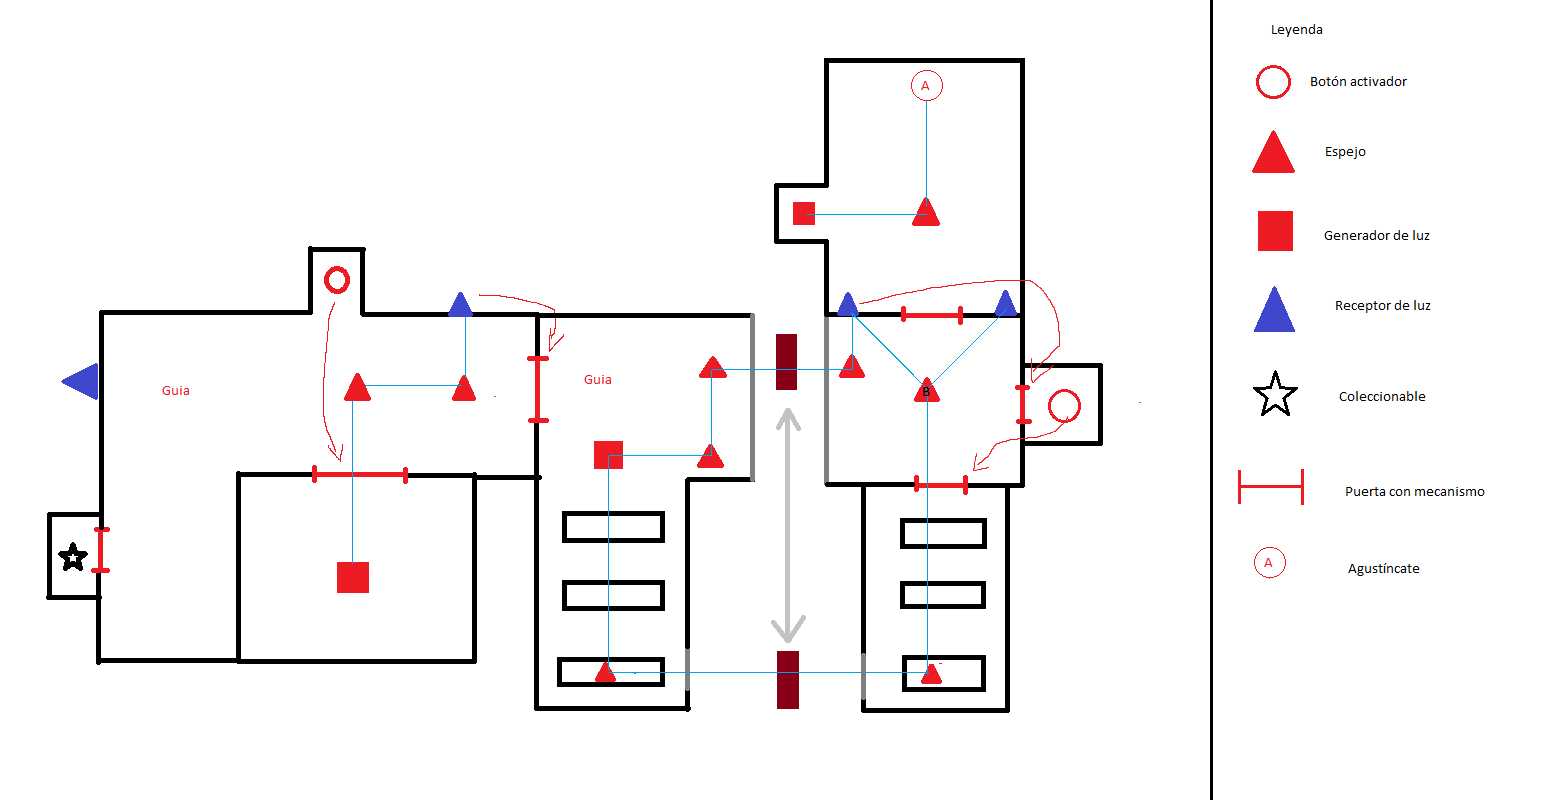 A
Guia
Guia
B
Leyenda
Botón activador
Espejo
Generador de luz
Receptor de luz
Coleccionable
Puerta con mecanismo
A
Agustíncate